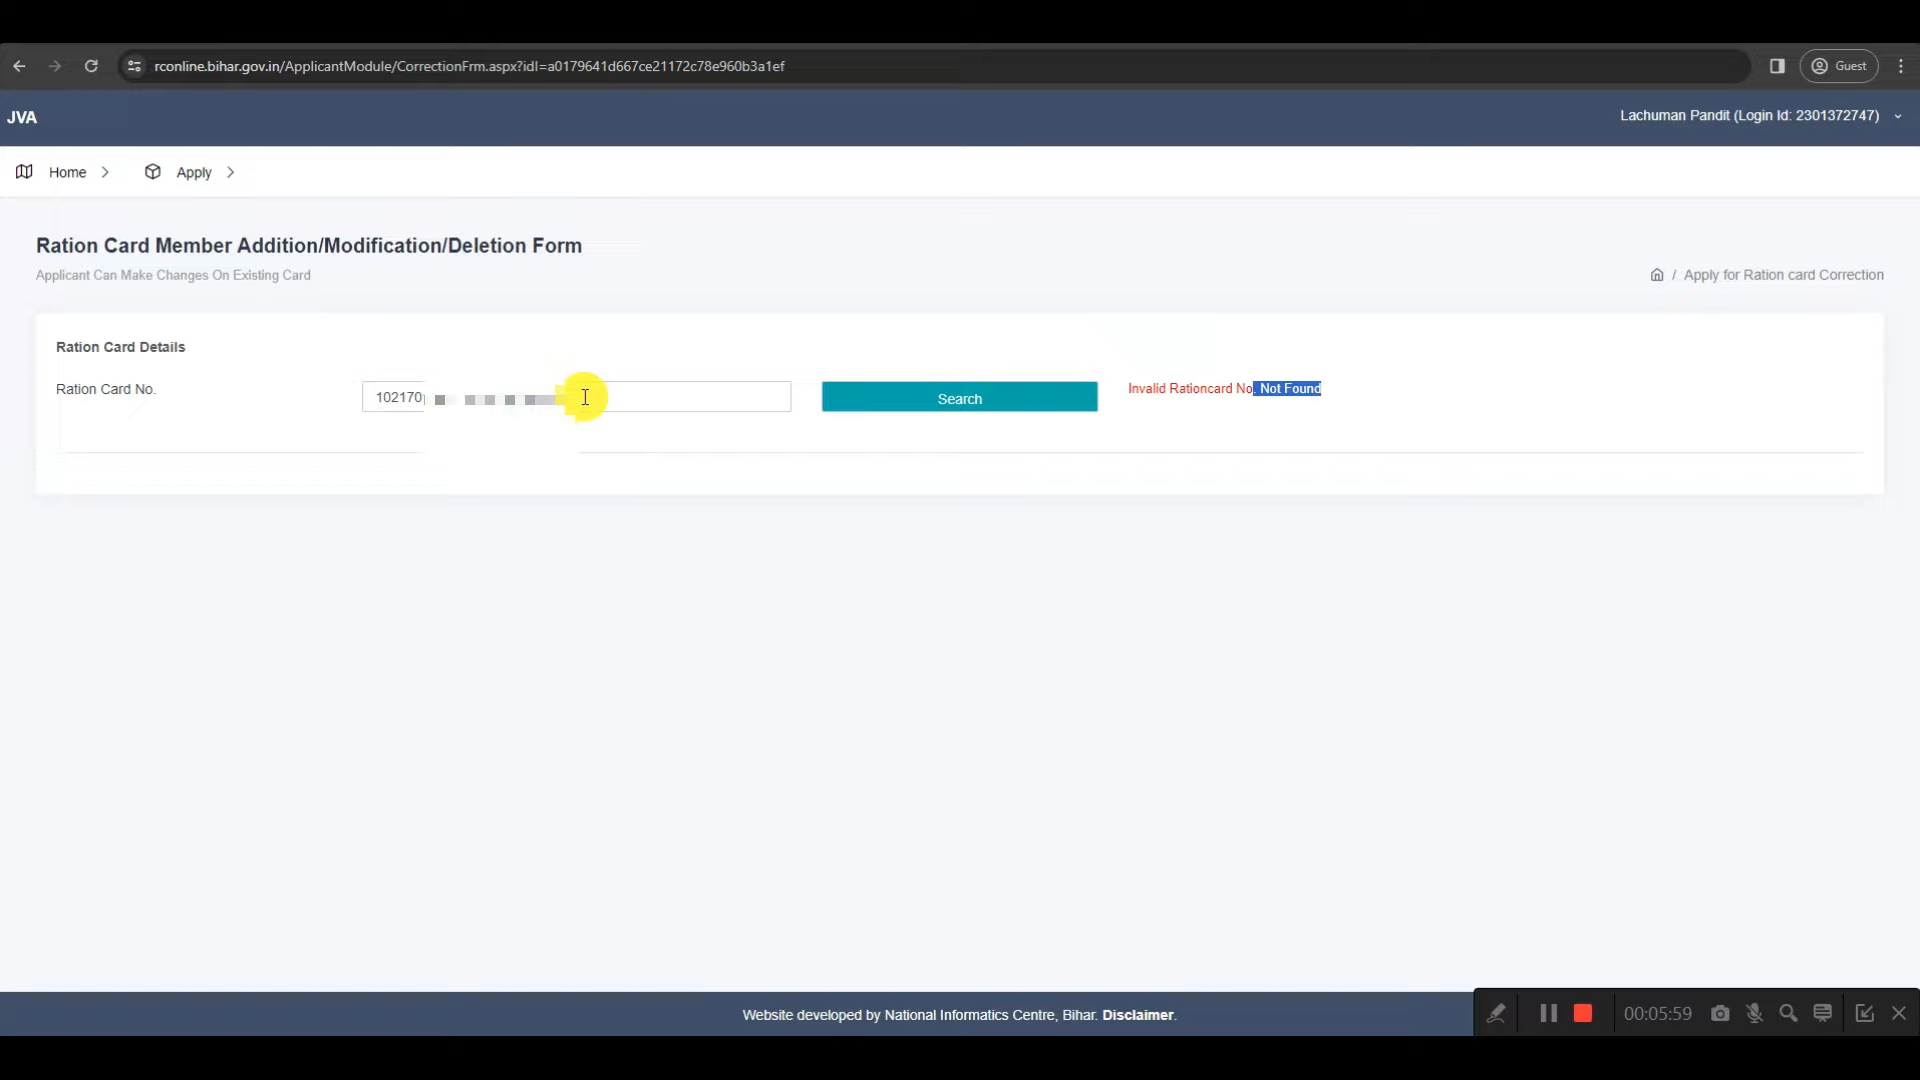 rconline.bihar.gov.in/ApplicantModule/CorrectionFrm.aspx?idl=a0179641d667ce21172c78e960b3a1ef
Guest
JVA
Lachuman Pandit (Login Id: 2301372747)
Home
Apply
Ration Card Member Addition/Modification/Deletion Form
Applicant Can Make Changes On Existing Card
/ Apply for Ration card Correction
Ration Card Details
Ration Card No.
102170
Search
Invalid Rationcard No. Not Found
Website developed by National Informatics Centre, Bihar. Disclaimer.
00:05:59